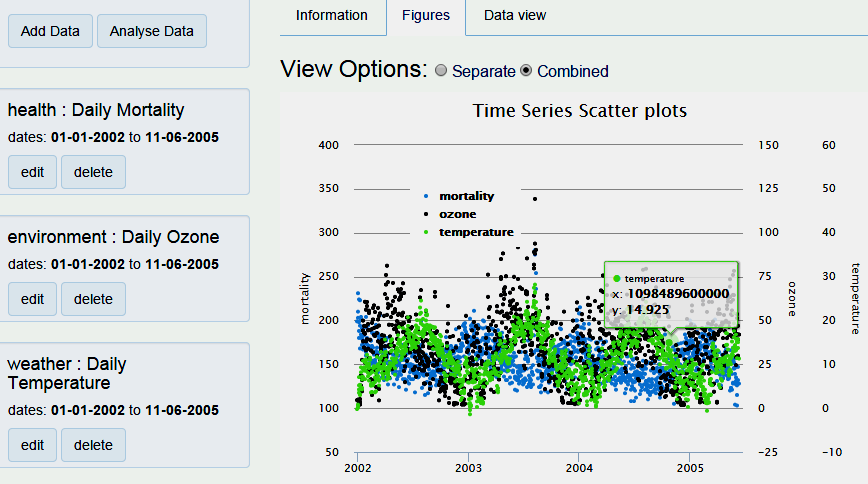 Add Data Analyse Data
health : Daily Mortality
dates: 01-01-2002 to 11-06-2005
edit delete
environment : Daily Ozone
dates: 01-01-2002 to 11-06-2005
edit delete
weather : Daily
Temperature
dates: 01-01-2002 to 11-06-2005
edit delete
Information Figures Data view
View Options: Separate Combined
Time Series Scatter plots
400 150 60
350 125 50
300 100 40
250 75 30
200 50 20
150 25 10
100 0 0
50 -25 -10
mortality
ozone
temperature
mortality
ozone
temperature
temperature
x: 1098489600000
y: 14.925
2002 2003 2004 2005